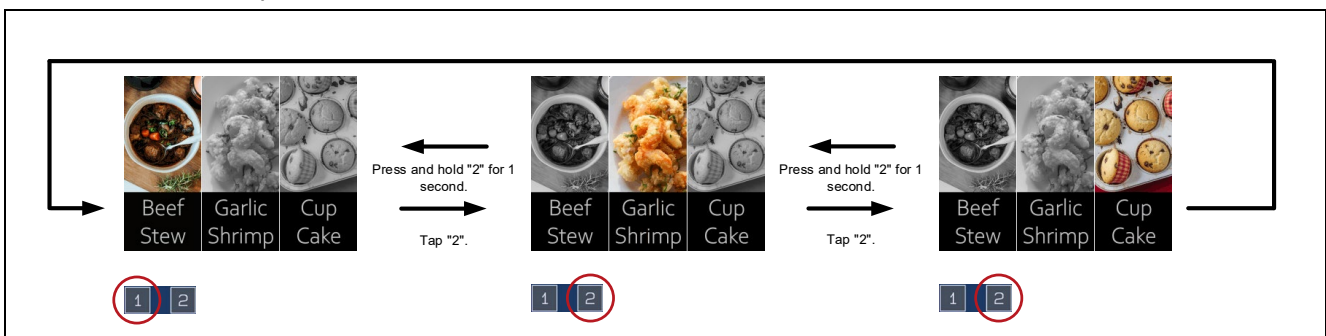 Press and hold "2" for 1
second.
Tap "2".
Press and hold "2" for 1
second.
Tap "2".
Beef
Stew
Garlic
Shrimp
Cup
Cake
Beef
Stew
Garlic
Shrimp
Cup
Cake
Beef
Stew
Garlic
Shrimp
Cup
Cake
1 2
1 2
1 2